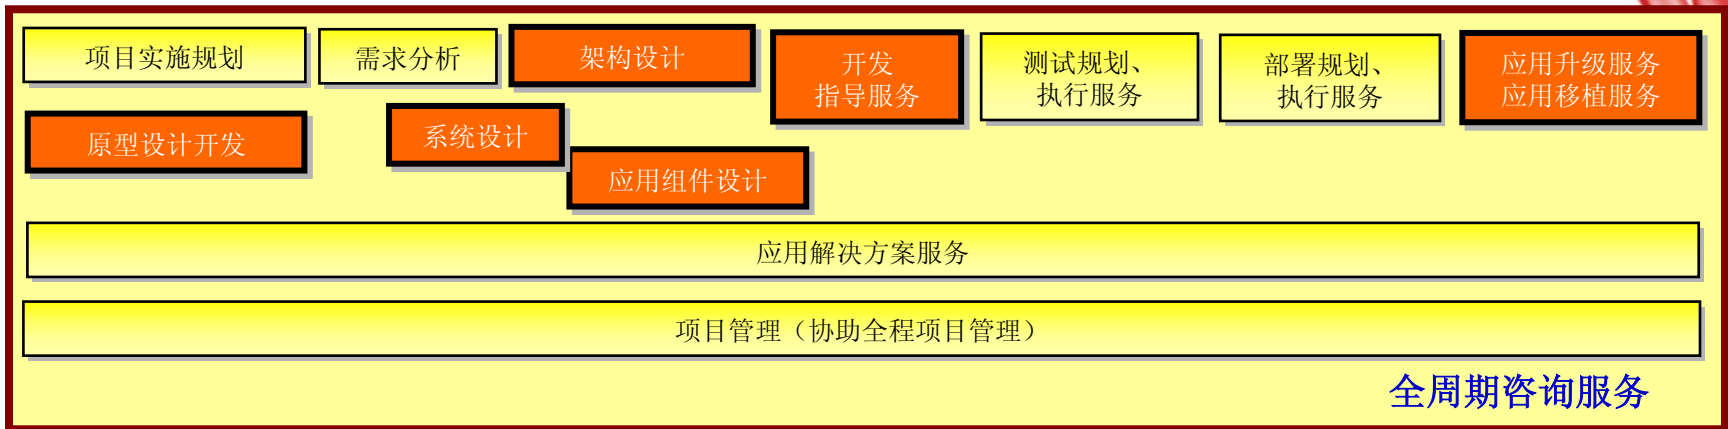 项目实施规划
需求分析
架构设计
开发
指导服务
测试规划、
执行服务
部署规划、
执行服务
应用升级服务
应用移植服务
原型设计开发
系统设计
应用组件设计
应用解决方案服务
项目管理（协助全程项目管理）
全周期咨询服务